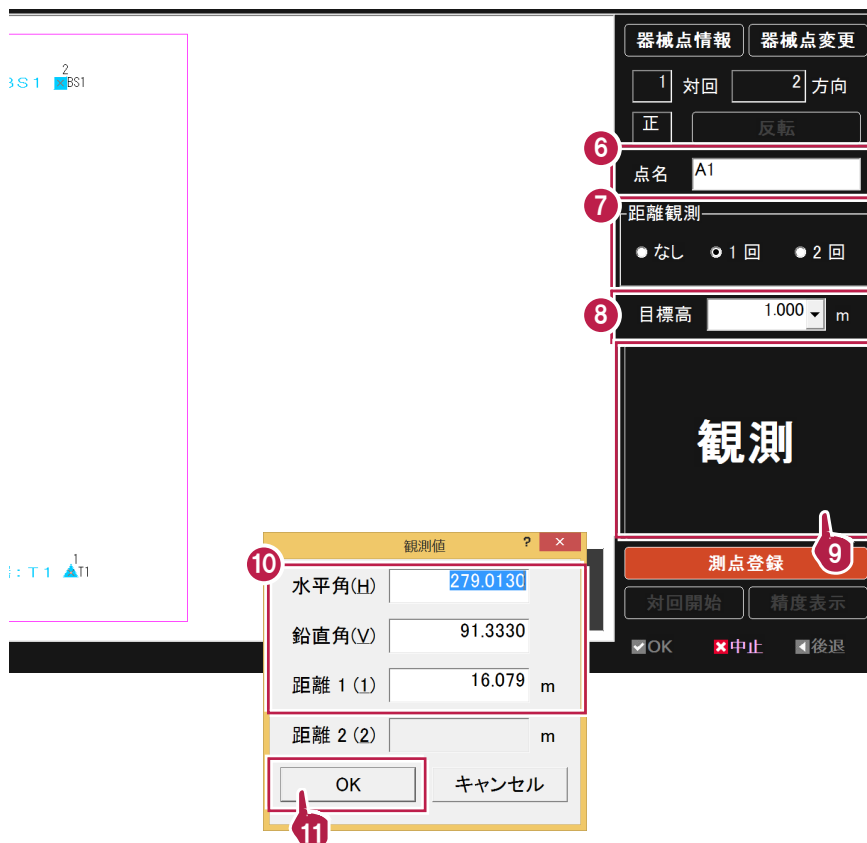 器械点情報 器械点変更
2
BS1 BS1
1 対回 2 方向
正 反転
6
点名 A1
7
距離観測
なし 1 回 2 回
8
目標高 1.000 m
観測
9
1
:T1 T1
測点登録
対回開始 精度表示
OK 中止 後退
観測値 ? ×
10
水平角(H) 279.0130
鉛直角(V) 91.3330
距離 1 (1) 16.079 m
距離 2 (2) m
OK キャンセル
11